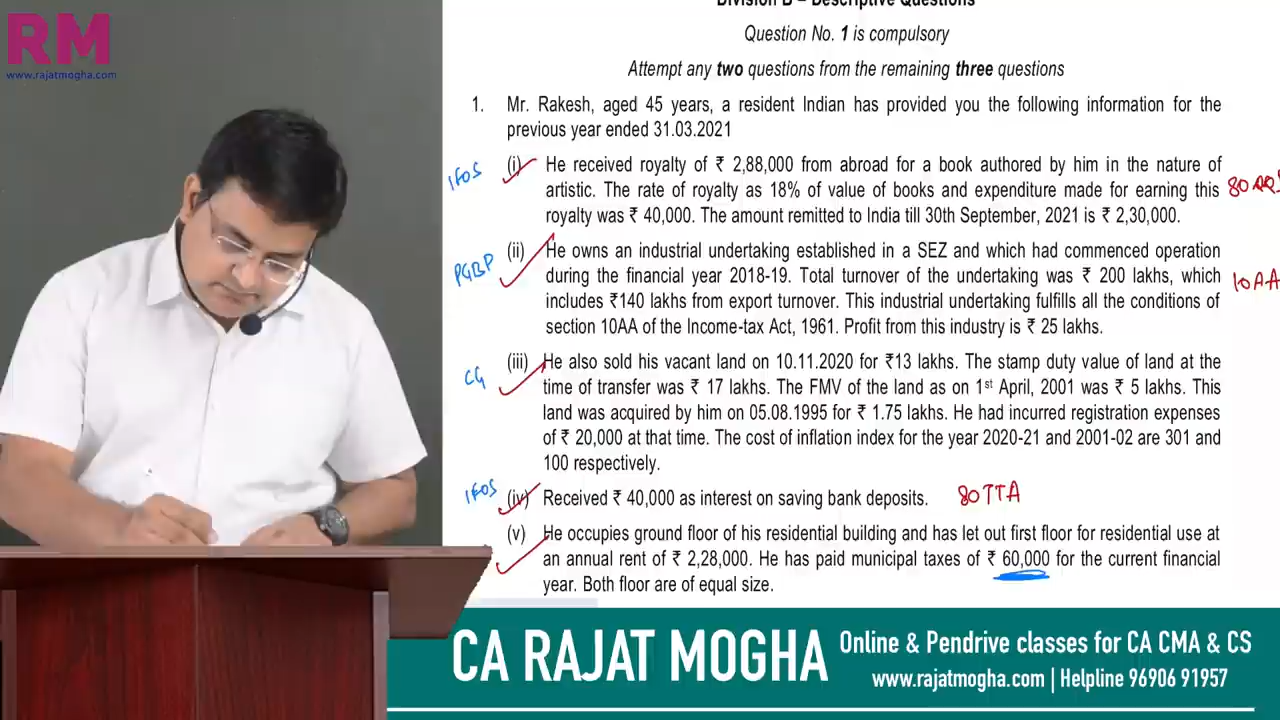 RM
www.rajatmogha.com
Division B – Descriptive Questions
Question No. 1 is compulsory
Attempt any two questions from the remaining three questions
1. Mr. Rakesh, aged 45 years, a resident Indian has provided you the following information for the
previous year ended 31.03.2021
IFOS (i) He received royalty of ₹ 2,88,000 from abroad for a book authored by him in the nature of
artistic. The rate of royalty as 18% of value of books and expenditure made for earning this
royalty was ₹ 40,000. The amount remitted to India till 30th September, 2021 is ₹ 2,30,000.
PGBP (ii) He owns an industrial undertaking established in a SEZ and which had commenced operation
during the financial year 2018-19. Total turnover of the undertaking was ₹ 200 lakhs, which
includes ₹140 lakhs from export turnover. This industrial undertaking fulfills all the conditions of 10AA
section 10AA of the Income-tax Act, 1961. Profit from this industry is ₹ 25 lakhs.
CG (iii) He also sold his vacant land on 10.11.2020 for ₹13 lakhs. The stamp duty value of land at the
time of transfer was ₹ 17 lakhs. The FMV of the land as on 1st April, 2001 was ₹ 5 lakhs. This
land was acquired by him on 05.08.1995 for ₹ 1.75 lakhs. He had incurred registration expenses
of ₹ 20,000 at that time. The cost of inflation index for the year 2020-21 and 2001-02 are 301 and
100 respectively.
IFOS (iv) Received ₹ 40,000 as interest on saving bank deposits. 80TTA
(v) He occupies ground floor of his residential building and has let out first floor for residential use at
an annual rent of ₹ 2,28,000. He has paid municipal taxes of ₹ 60,000 for the current financial
year. Both floor are of equal size.
CA RAJAT MOGHA
Online & Pendrive classes for CA CMA & CS
www.rajatmogha.com | Helpline 96906 91957